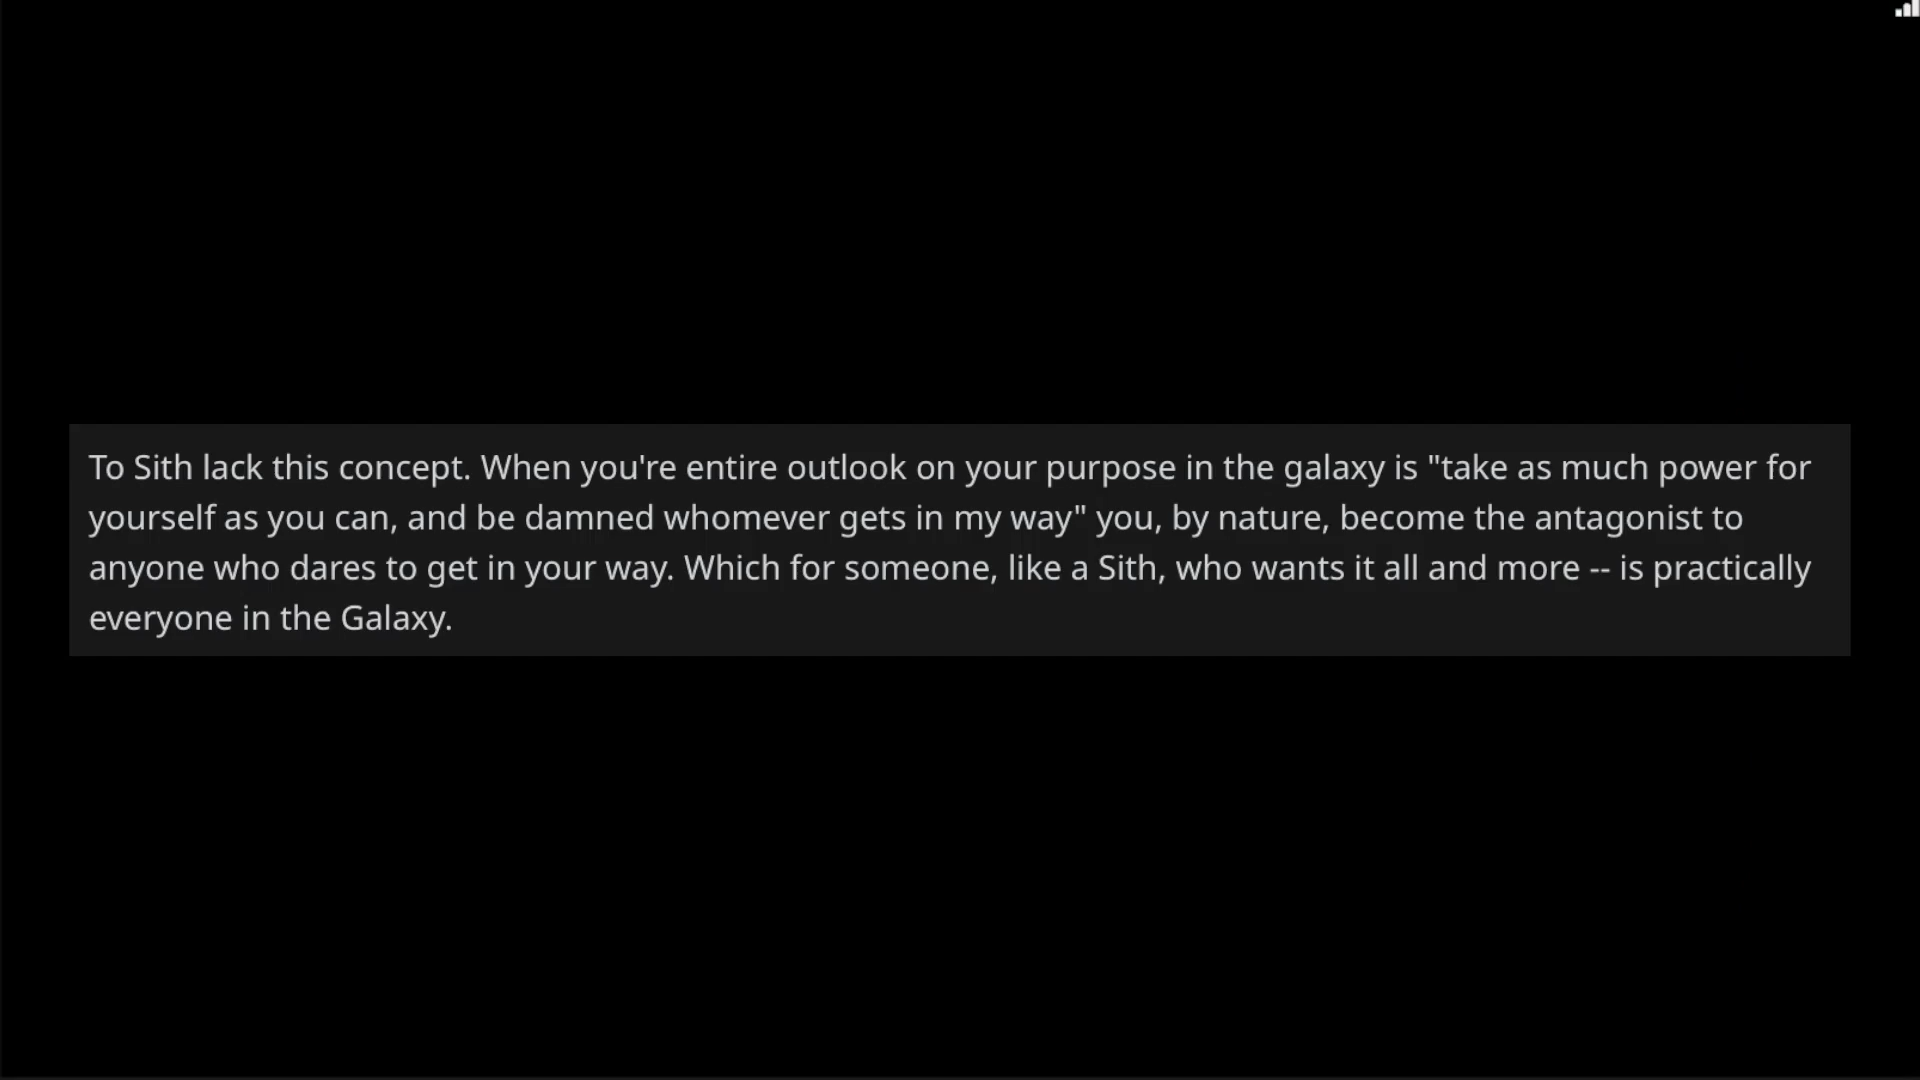 To Sith lack this concept. When you're entire outlook on your purpose in the galaxy is "take as much power for
yourself as you can, and be damned whomever gets in my way" you, by nature, become the antagonist to
anyone who dares to get in your way. Which for someone, like a Sith, who wants it all and more -- is practically
everyone in the Galaxy.